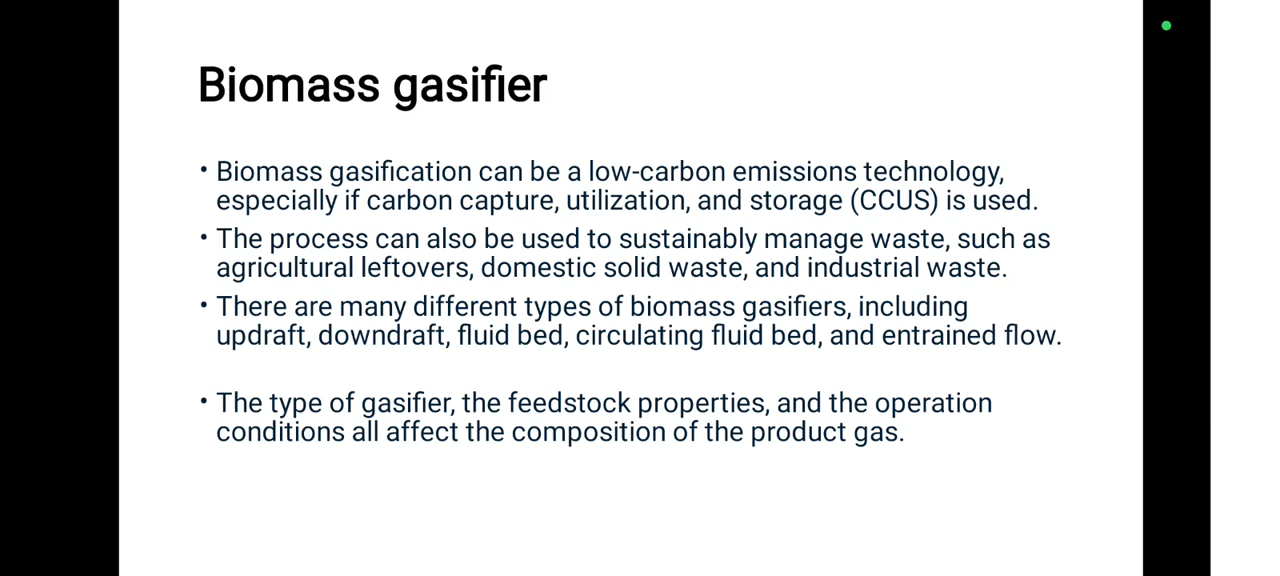 Biomass gasifier
• Biomass gasification can be a low-carbon emissions technology,
especially if carbon capture, utilization, and storage (CCUS) is used.
• The process can also be used to sustainably manage waste, such as
agricultural leftovers, domestic solid waste, and industrial waste.
• There are many different types of biomass gasifiers, including
updraft, downdraft, fluid bed, circulating fluid bed, and entrained flow.
• The type of gasifier, the feedstock properties, and the operation
conditions all affect the composition of the product gas.